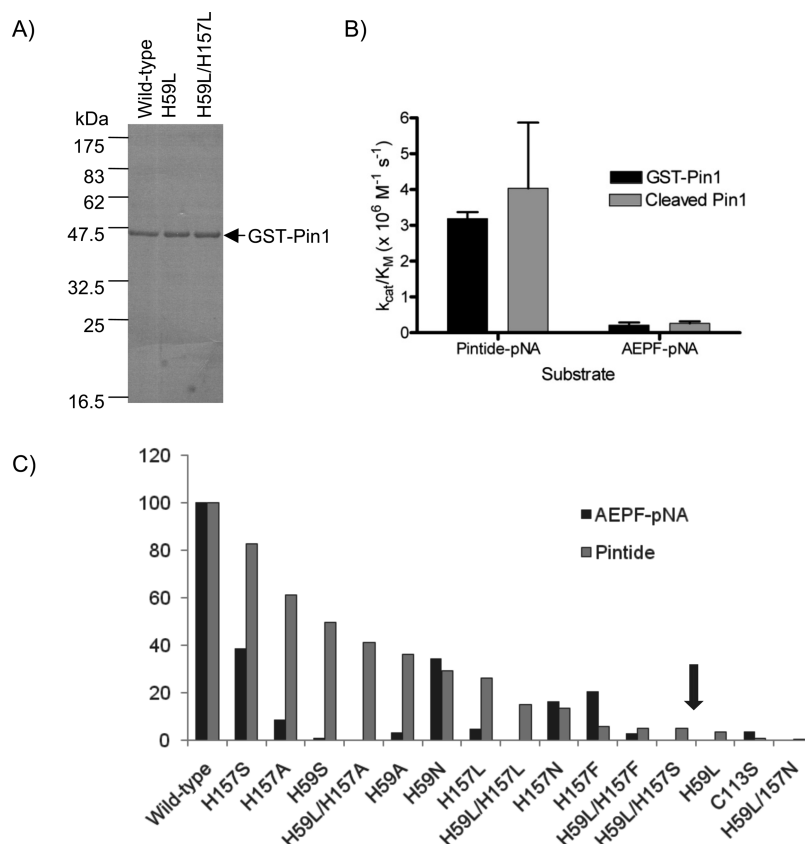 A)
Wild-type
H59L
H59L/H157L
kDa
175
83
62
47.5
32.5
25
16.5
GST-Pin1
B)
kcat/KM (x 10⁶ M⁻¹ s⁻¹)
6
5
4
3
2
1
0
GST-Pin1
Cleaved Pin1
Pintide-pNA
AEPF-pNA
Substrate
C)
120
100
80
60
40
20
0
AEPF-pNA
Pintide
Wild-type
H157S
H157A
H59S
H59L/H157A
H59A
H59N
H157L
H59L/H157L
H157N
H157F
H59L/H157F
H59L/H157S
H59L
C113S
H59L/157N